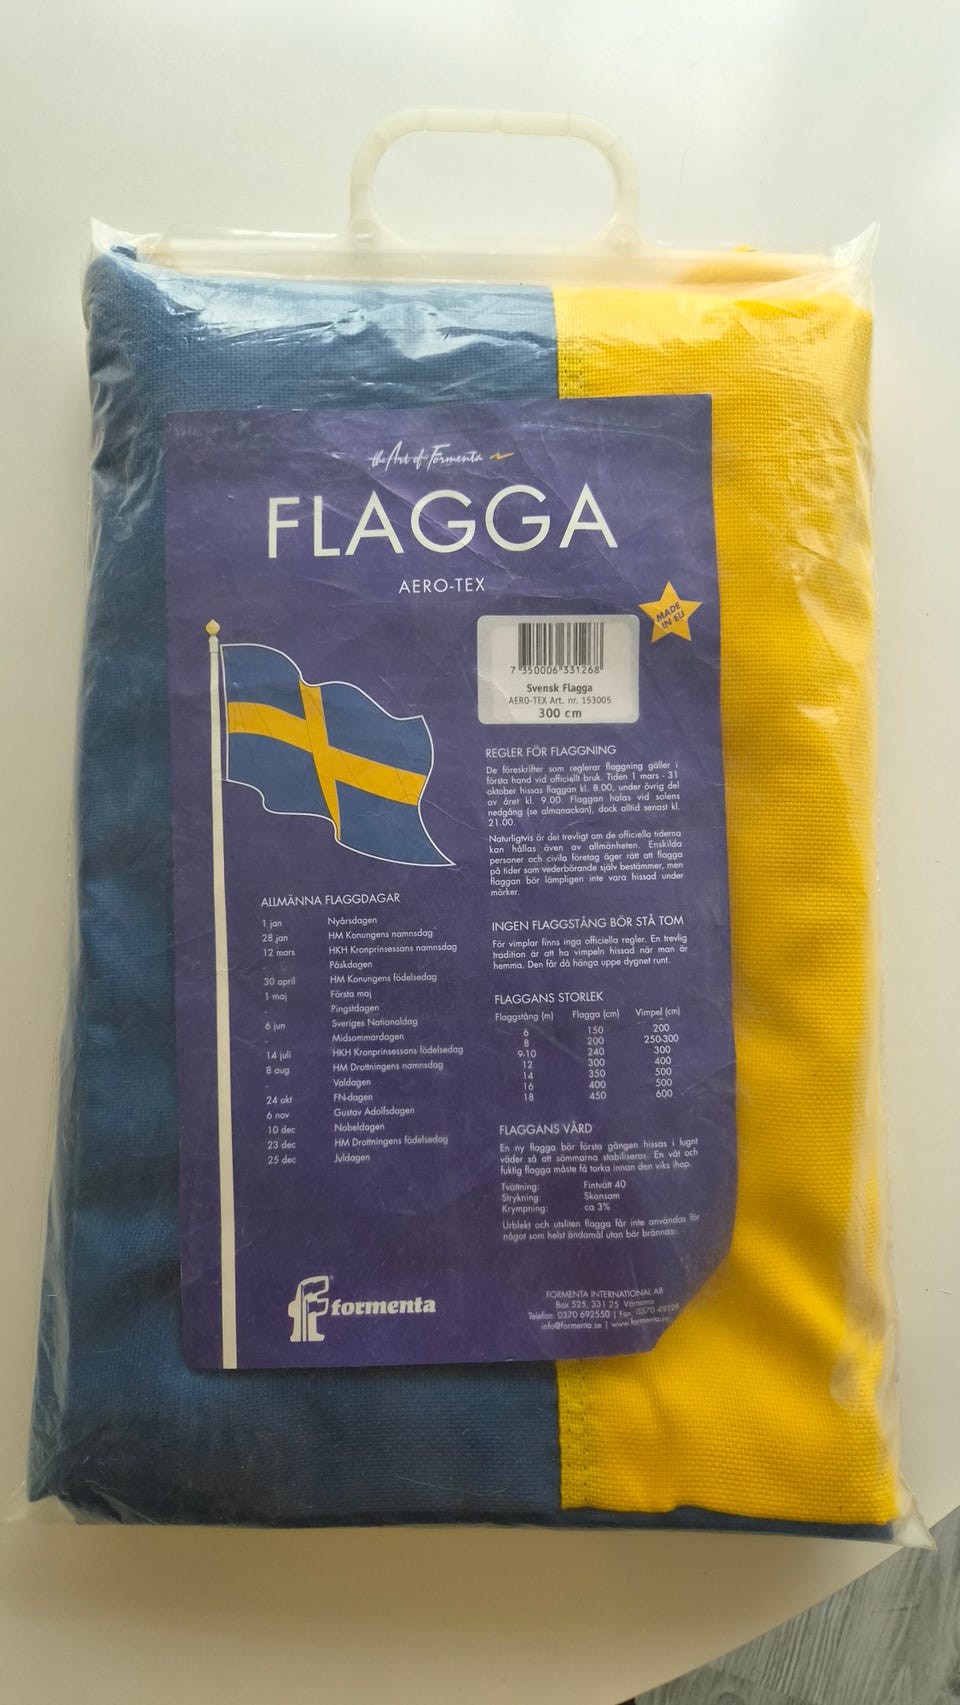 the Art of Formenta
FLAGGA
AERO-TEX
MADE
IN EU
7 350006 331268
Svensk Flagga
AERO-TEX Art. nr. 153005
300 cm
REGLER FÖR FLAGGNING
De föreskrifter som reglerar flaggning gäller i
första hand vid officiellt bruk. Tiden 1 mars - 31
oktober hissas flaggan kl. 8.00, under övrig del
av året kl. 9.00. Flaggan halas vid solens
nedgång (se almanackan), dock alltid senast kl.
21.00.
Naturligtvis är det trevligt om de officiella tiderna
kan hållas även av allmänheten. Enskilda
personer och civila företag äger rätt att flagga
på tider som vederbörande själv bestämmer, men
flaggan bör lämpligen inte vara hissad under
mörker.
INGEN FLAGGSTÅNG BÖR STÅ TOM
För vimplar finns inga officiella regler. En trevlig
tradition är att ha vimpeln hissad när man är
hemma. Den får då hänga uppe dygnet runt.
FLAGGANS STORLEK
Flaggstång (m) Flagga (cm) Vimpel (cm)
6 150 200
8 200 250-300
9-10 240 300
12 300 400
14 350 500
16 400 500
18 450 600
FLAGGANS VÅRD
En ny flagga bör första gången hissas i lugnt
väder så att sömmarna stabiliseras. En våt och
fuktig flagga måste få torka innan den viks ihop.
Tvättning: Fintvätt 40
Strykning: Skonsam
Krympning: ca 3%
Urblekt och utsliten flagga får inte användas för
något som helst ändamål utan bör brännas.
ALLMÄNNA FLAGGDAGAR
1 jan Nyårsdagen
28 jan HM Konungens namnsdag
12 mars HKH Kronprinsessans namnsdag
- Påskdagen
30 april HM Konungens födelsedag
1 maj Första maj
- Pingstdagen
6 jun Sveriges Nationaldag
- Midsommardagen
14 juli HKH Kronprinsessans födelsedag
8 aug HM Drottningens namnsdag
- Valdagen
24 okt FN-dagen
6 nov Gustav Adolfsdagen
10 dec Nobeldagen
23 dec HM Drottningens födelsedag
25 dec Juldagen
formenta
FORMENTA INTERNATIONAL AB
Box 525, 331 25 Värnamo
Telefon: 0370 692550 | Fax: 0370 49128
info@formenta.se | www.formenta.se